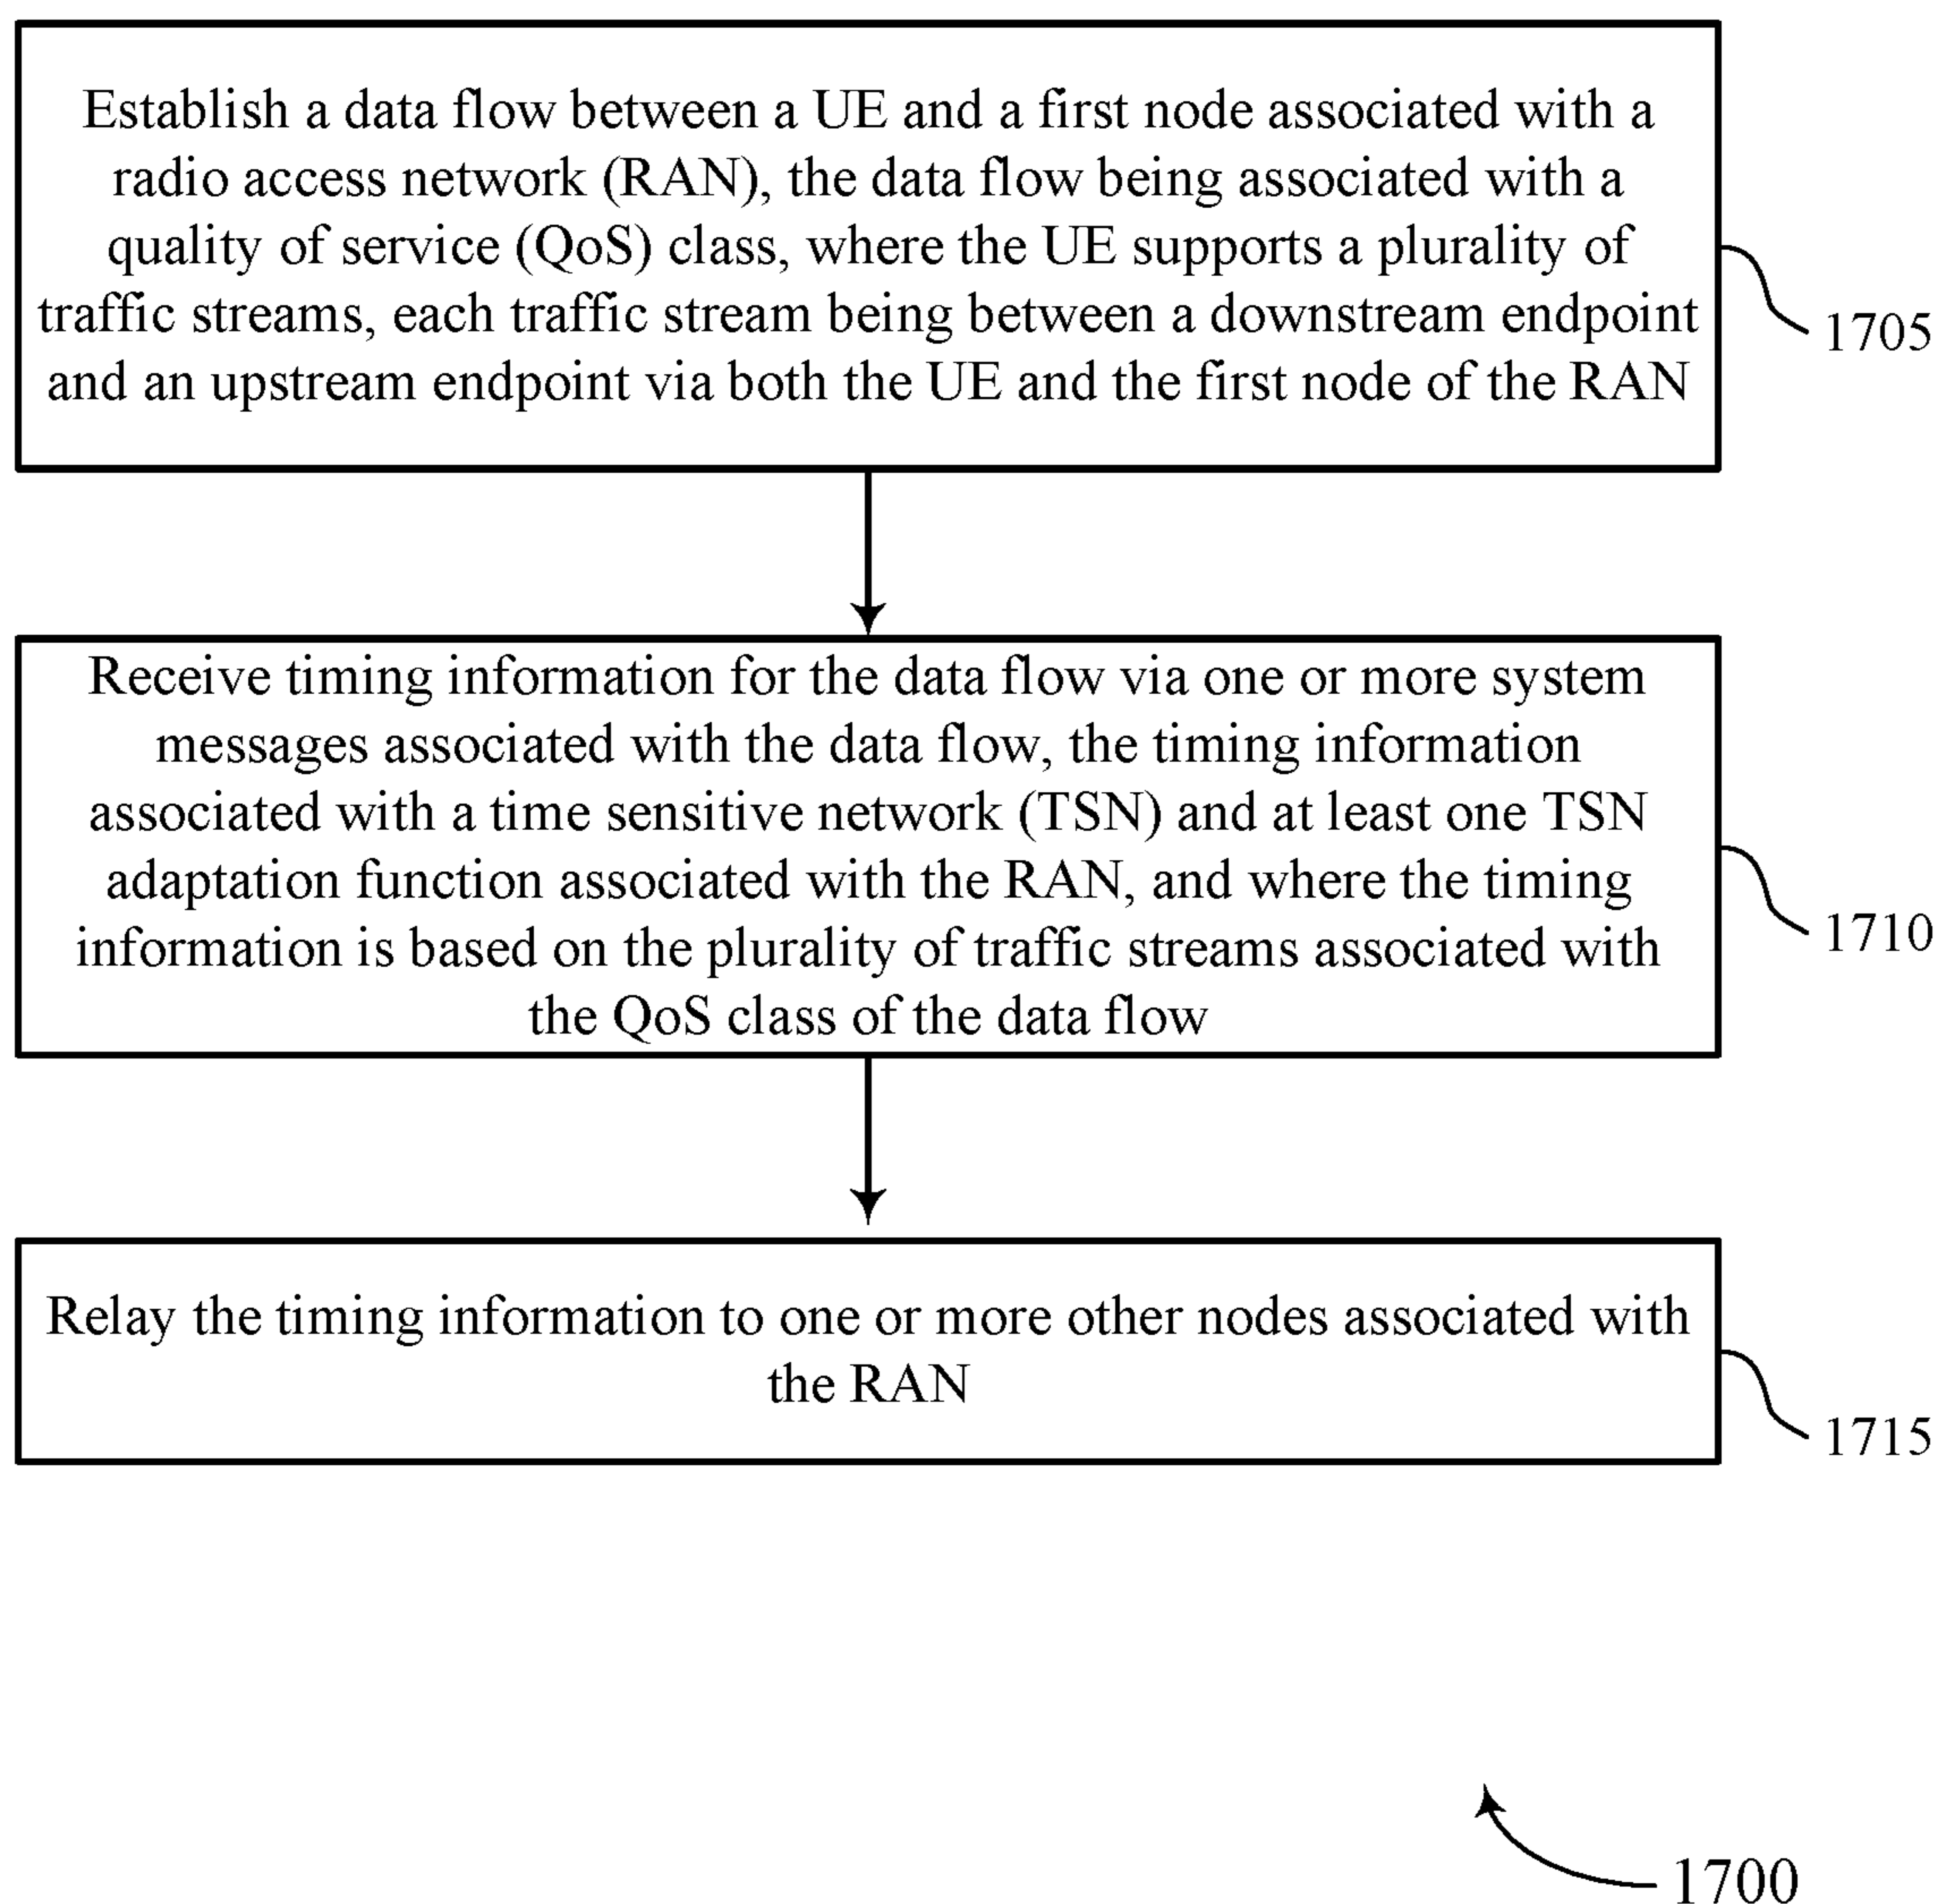 Establish a data flow between a UE and a first node associated with a
radio access network (RAN), the data flow being associated with a
quality of service (QoS) class, where the UE supports a plurality of
traffic streams, each traffic stream being between a downstream endpoint
and an upstream endpoint via both the UE and the first node of the RAN
1705
Receive timing information for the data flow via one or more system
messages associated with the data flow, the timing information
associated with a time sensitive network (TSN) and at least one TSN
adaptation function associated with the RAN, and where the timing
information is based on the plurality of traffic streams associated with
the QoS class of the data flow
1710
Relay the timing information to one or more other nodes associated with
the RAN
1715
1700